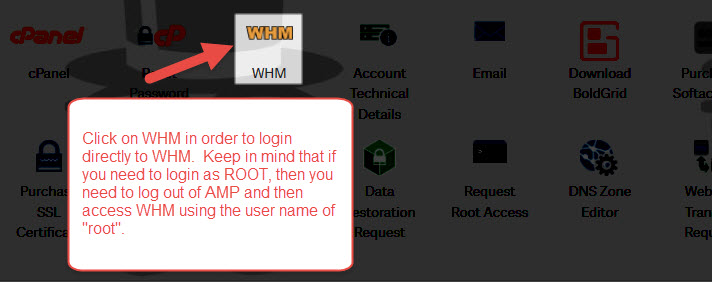 cPanel
cP
WHM
cPanel
Password
WHM
Account
Technical
Details
Email
Download
BoldGrid
Purch
Softac
Click on WHM in order to login
directly to WHM. Keep in mind that if
you need to login as ROOT, then you
need to log out of AMP and then
access WHM using the user name of
"root".
Purchas
SSL
Certificat
Data
Restoration
Request
Request
Root Access
DNS Zone
Editor
Web
Tran
Requ